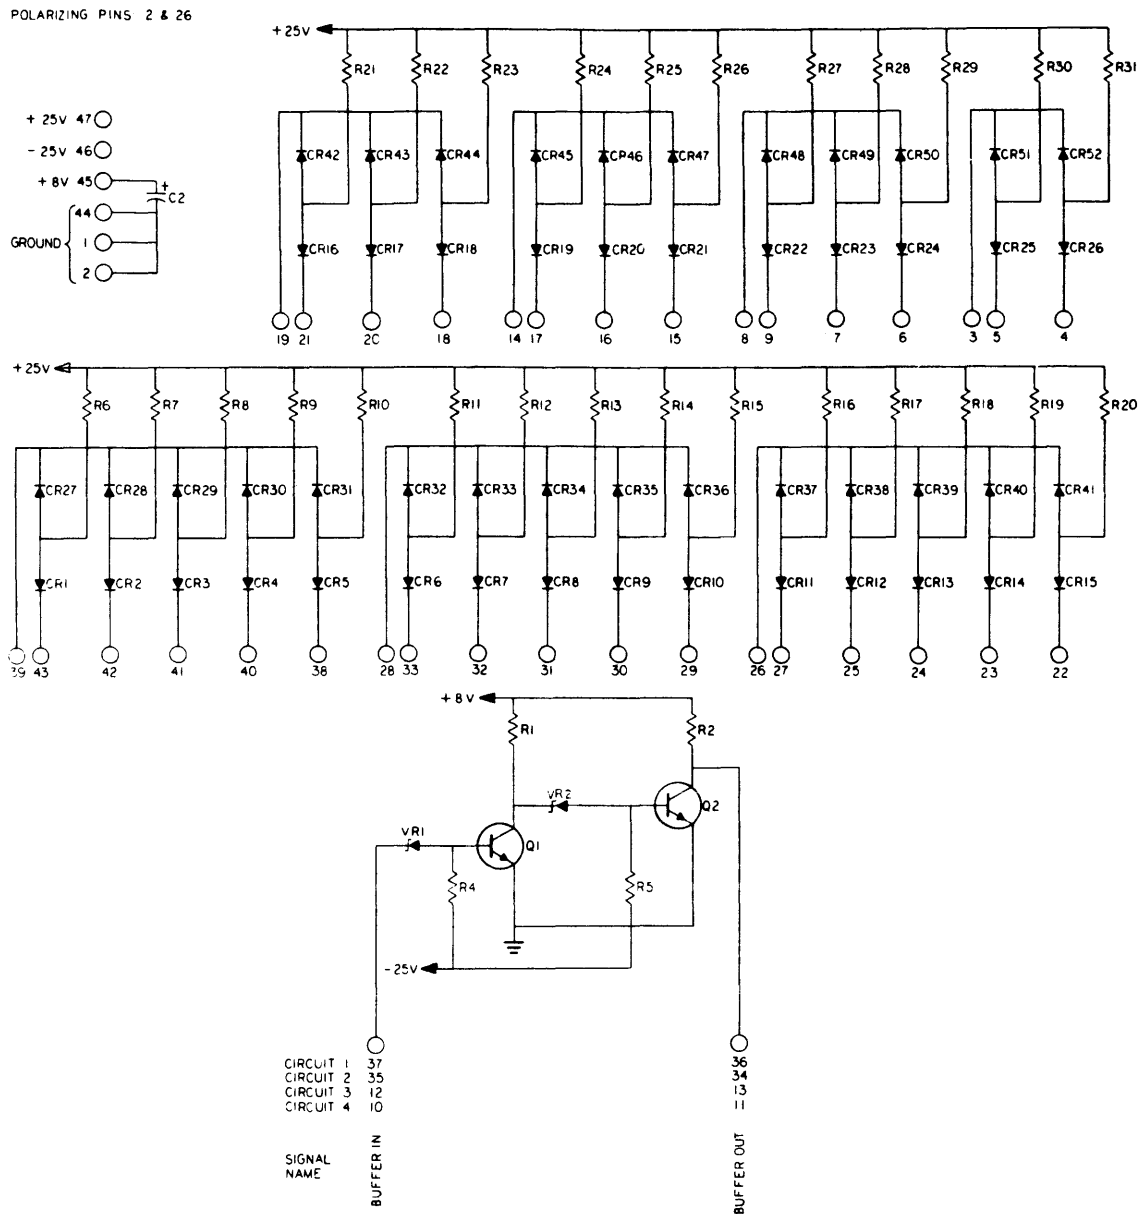 POLARIZING PINS 2 & 26
+25V
R21 R22 R23 R24 R25 R26 R27 R28 R29 R30 R31
+25V 47
-25V 46
+8V 45
+
C2
44
GROUND 1
2
CR42 CR43 CR44 CR45 CR46 CR47 CR48 CR49 CR50 CR51 CR52
CR16 CR17 CR18 CR19 CR20 CR21 CR22 CR23 CR24 CR25 CR26
19 21 20 18 14 17 16 15 8 9 7 6 3 5 4
+25V
R6 R7 R8 R9 R10 R11 R12 R13 R14 R15 R16 R17 R18 R19 R20
CR27 CR28 CR29 CR30 CR31 CR32 CR33 CR34 CR35 CR36 CR37 CR38 CR39 CR40 CR41
CR1 CR2 CR3 CR4 CR5 CR6 CR7 CR8 CR9 CR10 CR11 CR12 CR13 CR14 CR15
39 43 42 41 40 38 28 33 32 31 30 29 26 27 25 24 23 22
+8V
R1 R2
VR2 Q2
VR1 Q1
R4 R5
-25V
CIRCUIT 1 37 36
CIRCUIT 2 35 34
CIRCUIT 3 12 13
CIRCUIT 4 10 11
SIGNAL
NAME
BUFFER IN
BUFFER OUT